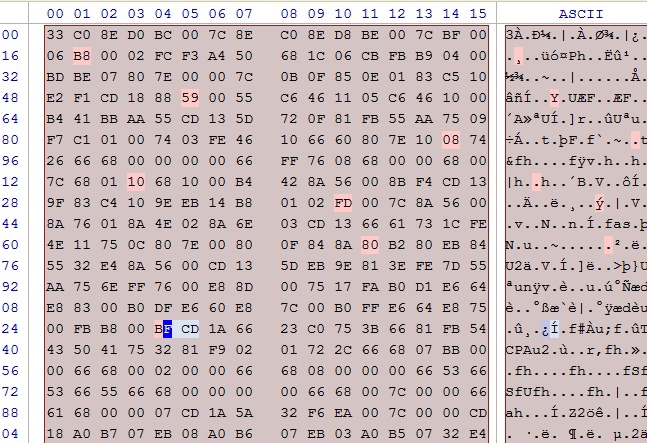 00 01 02 03 04 05 06 07 08 09 10 11 12 13 14 15 ASCII
00 33 C0 8E D0 BC 00 7C 8E C0 8E D8 BE 00 7C BF 00 3À.Ð¼.|.À.Ø¾.|¿.
16 06 B8 00 02 FC F3 A4 50 68 1C 06 CB FB B9 04 00 .¸..üó¤Ph..Ëû¹..
32 BD BE 07 80 7E 00 00 7C 0B 0F 85 0E 01 83 C5 10 ½¾..~..|......Å.
48 E2 F1 CD 18 88 59 00 55 C6 46 11 05 C6 46 10 00 âñÍ..Y.UÆF..ÆF..
64 B4 41 BB AA 55 CD 13 5D 72 0F 81 FB 55 AA 75 09 ´A»ªUÍ.]r..ûUªu.
80 F7 C1 01 00 74 03 FE 46 10 66 60 80 7E 10 08 74 ÷Á..t.þF.f`.~..t
96 26 66 68 00 00 00 00 66 FF 76 08 68 00 00 68 00 &fh....fÿv.h..h.
12 7C 68 01 10 68 10 00 B4 42 8A 56 00 8B F4 CD 13 |h..h..´B.V..ôÍ.
28 9F 83 C4 10 9E EB 14 B8 01 02 FD 00 7C 8A 56 00 ..Ä..ë.¸..ý.|.V.
44 8A 76 01 8A 4E 02 8A 6E 03 CD 13 66 61 73 1C FE .v..N..n.Í.fas.þ
60 4E 11 75 0C 80 7E 00 80 0F 84 8A 80 B2 80 EB 84 N.u..~......².ë.
76 55 32 E4 8A 56 00 CD 13 5D EB 9E 81 3E FE 7D 55 U2ä.V.Í.]ë..>þ}U
92 AA 75 6E FF 76 00 E8 8D 00 75 17 FA B0 D1 E6 64 ªunÿv.è..u.ú°Ñæd
08 E8 83 00 B0 DF E6 60 E8 7C 00 B0 FF E6 64 E8 75 è..°ßæ`è|.°ÿædèu
24 00 FB B8 00 BF CD 1A 66 23 C0 75 3B 66 81 FB 54 .û¸.¿Í.f#Àu;f.ûT
40 43 50 41 75 32 81 F9 02 01 72 2C 66 68 07 BB 00 CPAu2.ù..r,fh.».
56 00 66 68 00 02 00 00 66 68 08 00 00 00 66 53 66 .fh....fh....fSf
72 53 66 55 66 68 00 00 00 00 66 68 00 7C 00 00 66 SfUfh....fh.|..f
88 61 68 00 00 07 CD 1A 5A 32 F6 EA 00 7C 00 00 CD ah...Í.Z2öê.|..Í
04 18 A0 B7 07 EB 08 A0 B6 07 EB 03 A0 B5 07 32 E4 . ·.ë. ¶.ë. µ.2ä